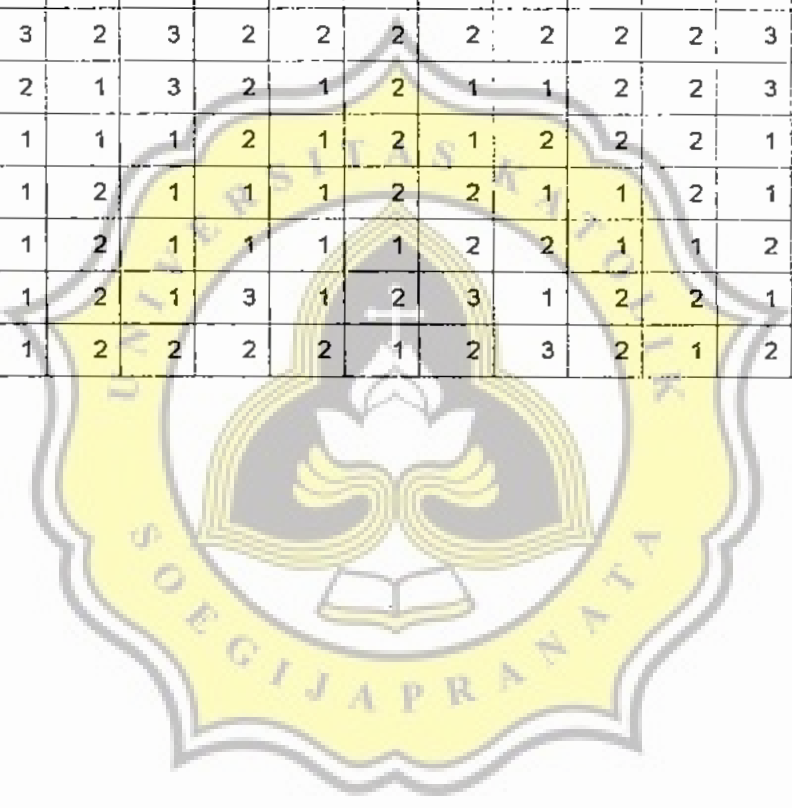 3 2 3 2 2 2 2 2 2 2 3
2 1 3 2 1 2 1 1 2 2 3
1 1 1 2 1 2 1 2 2 2 1
1 2 1 1 1 2 2 1 1 2 1
1 2 1 1 1 1 2 2 1 1 2
1 2 1 3 1 2 3 1 2 2 1
1 2 2 2 2 1 2 3 2 1 2
UNIVERSITAS KATOLIK
SOEGIJAPRANATA